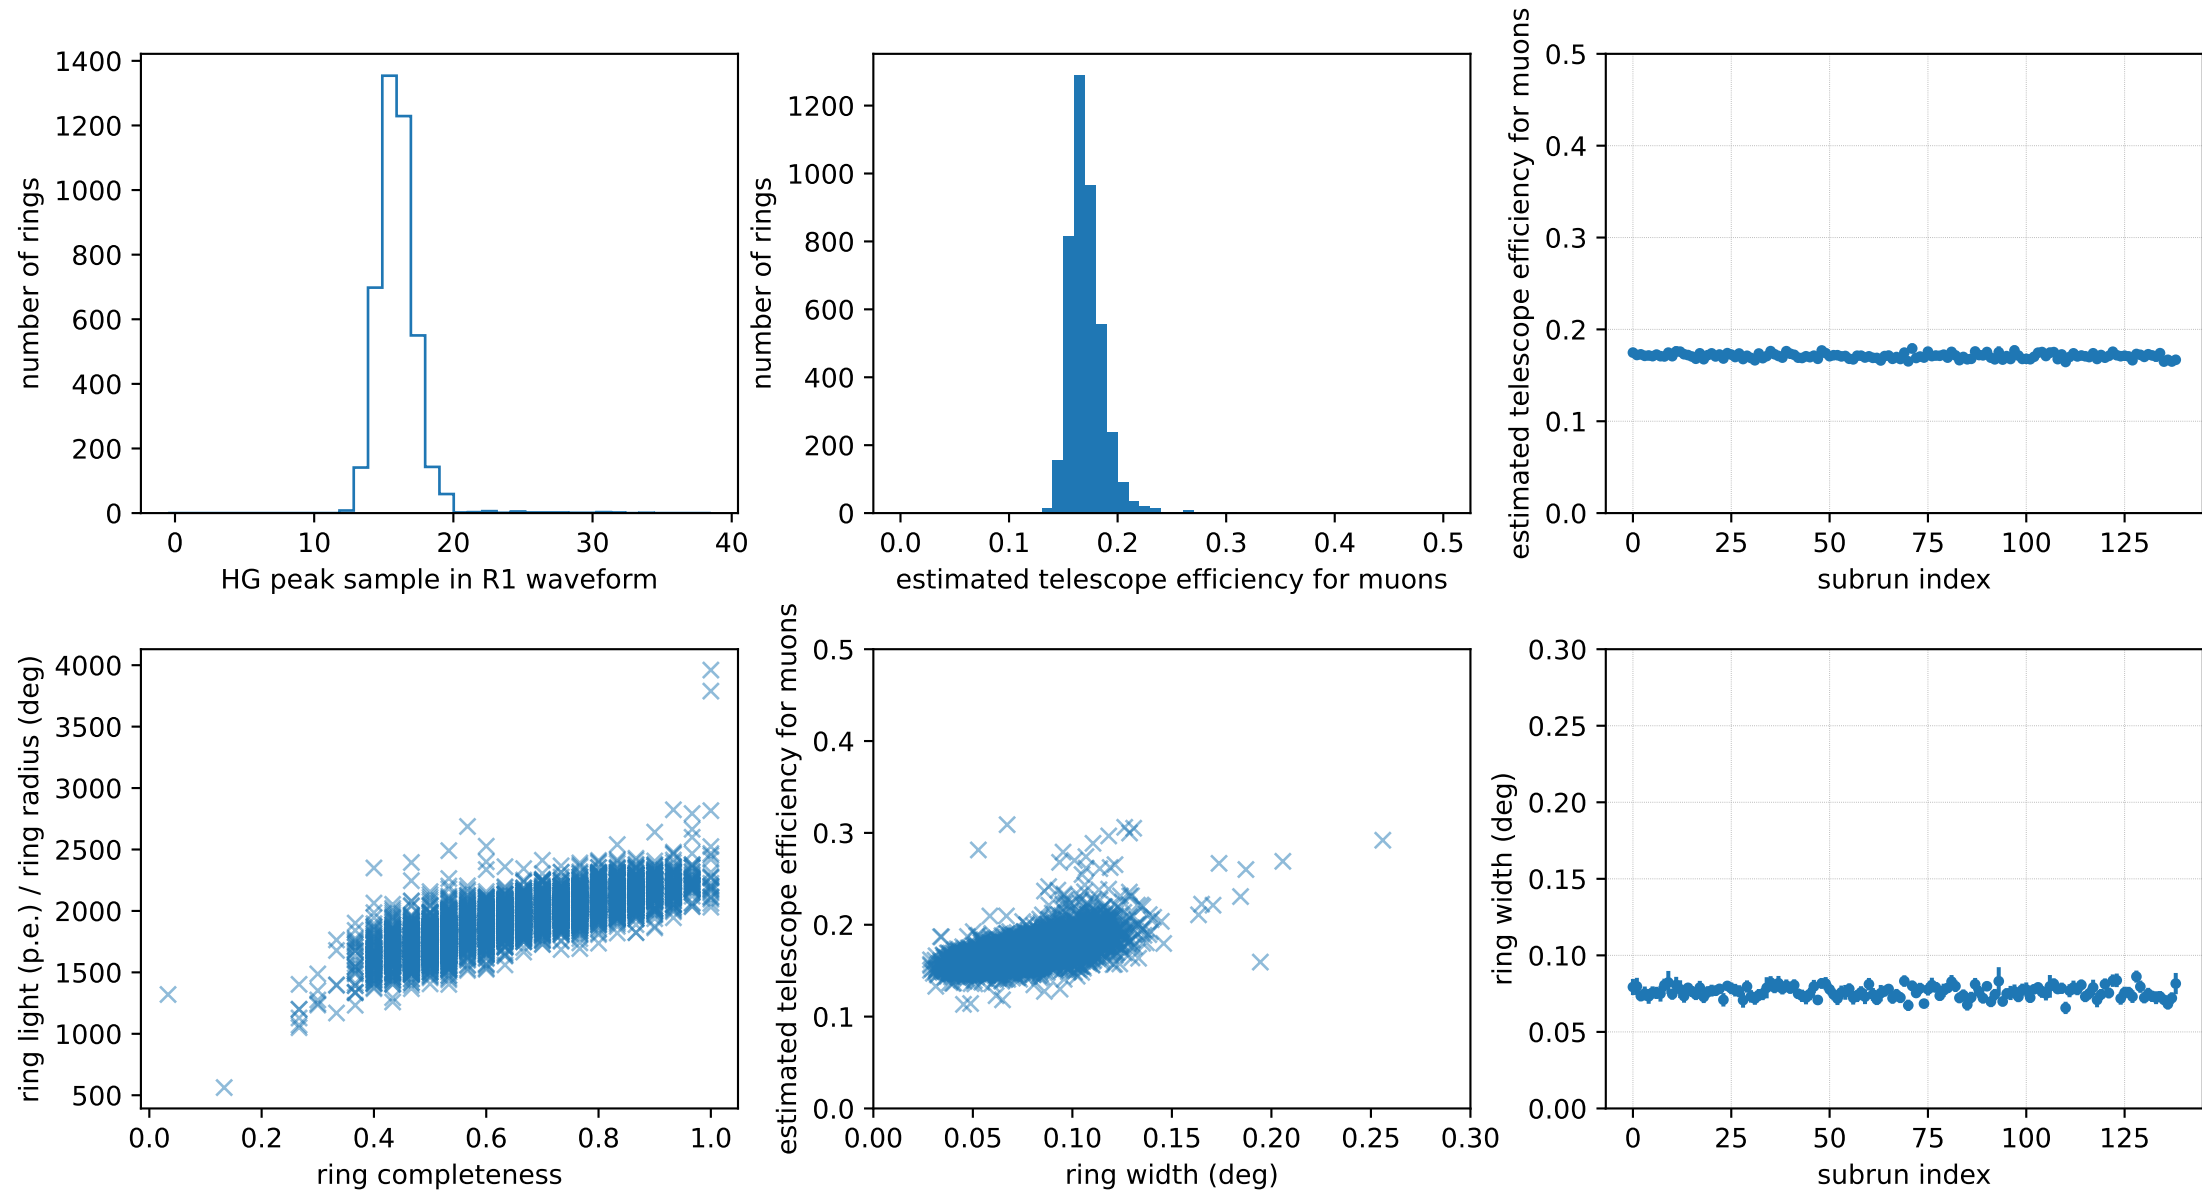 number of rings
1400
1200
1000
800
600
400
200
0
0 10 20 30 40
HG peak sample in R1 waveform
number of rings
1200
1000
800
600
400
200
0
0.0 0.1 0.2 0.3 0.4 0.5
estimated telescope efficiency for muons
estimated telescope efficiency for muons
0.5
0.4
0.3
0.2
0.1
0.0
0 25 50 75 100 125
subrun index
ring light (p.e.) / ring radius (deg)
4000
3500
3000
2500
2000
1500
1000
500
0.0 0.2 0.4 0.6 0.8 1.0
ring completeness
estimated telescope efficiency for muons
0.5
0.4
0.3
0.2
0.1
0.0
0.00 0.05 0.10 0.15 0.20 0.25 0.30
ring width (deg)
ring width (deg)
0.30
0.25
0.20
0.15
0.10
0.05
0.00
0 25 50 75 100 125
subrun index